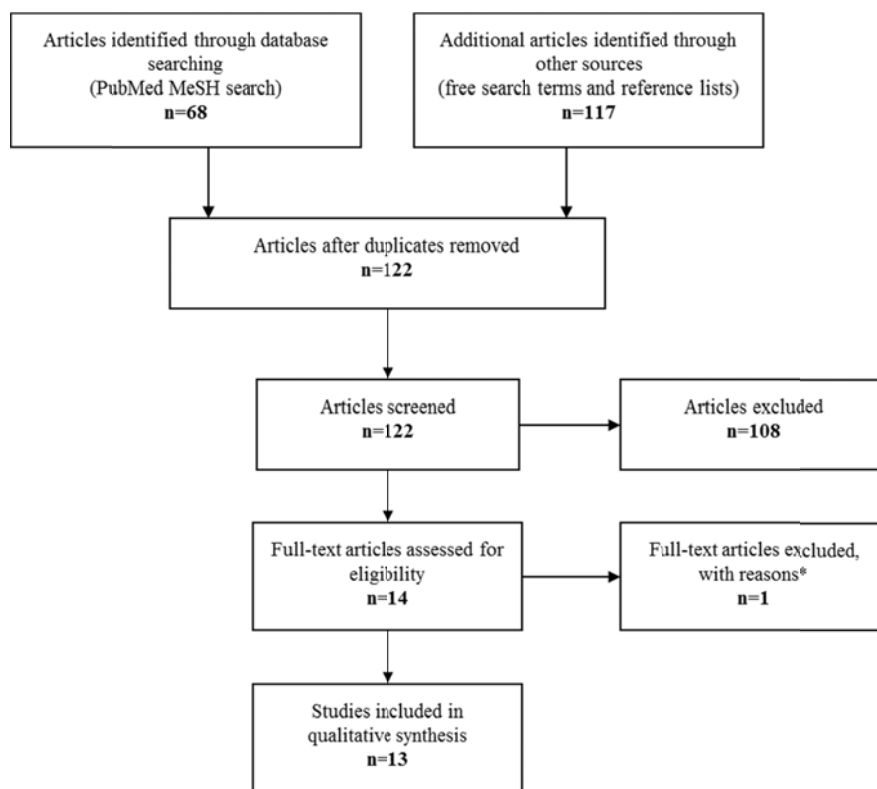 Articles identified through database
searching
(PubMed MeSH search)
n=68
Additional articles identified through
other sources
(free search terms and reference lists)
n=117
Articles after duplicates removed
n=122
Articles screened
n=122
Articles excluded
n=108
Full-text articles assessed for
eligibility
n=14
Full-text articles excluded,
with reasons*
n=1
Studies included in
qualitative synthesis
n=13